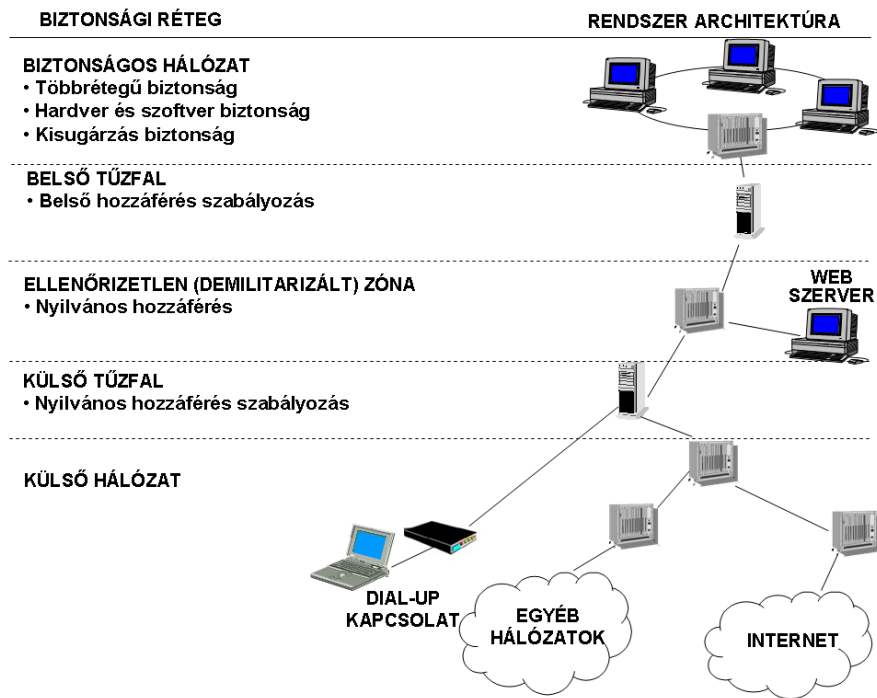 BIZTONSÁGI RÉTEG
RENDSZER ARCHITEKTÚRA
BIZTONSÁGOS HÁLÓZAT
• Többrétegű biztonság
• Hardver és szoftver biztonság
• Kisugárzás biztonság
BELSŐ TŰZFAL
• Belső hozzáférés szabályozás
ELLENŐRIZETLEN (DEMILITARIZÁLT) ZÓNA
• Nyilvános hozzáférés
WEB
SZERVER
KÜLSŐ TŰZFAL
• Nyilvános hozzáférés szabályozás
KÜLSŐ HÁLÓZAT
DIAL-UP
KAPCSOLAT
EGYÉB
HÁLÓZATOK
INTERNET